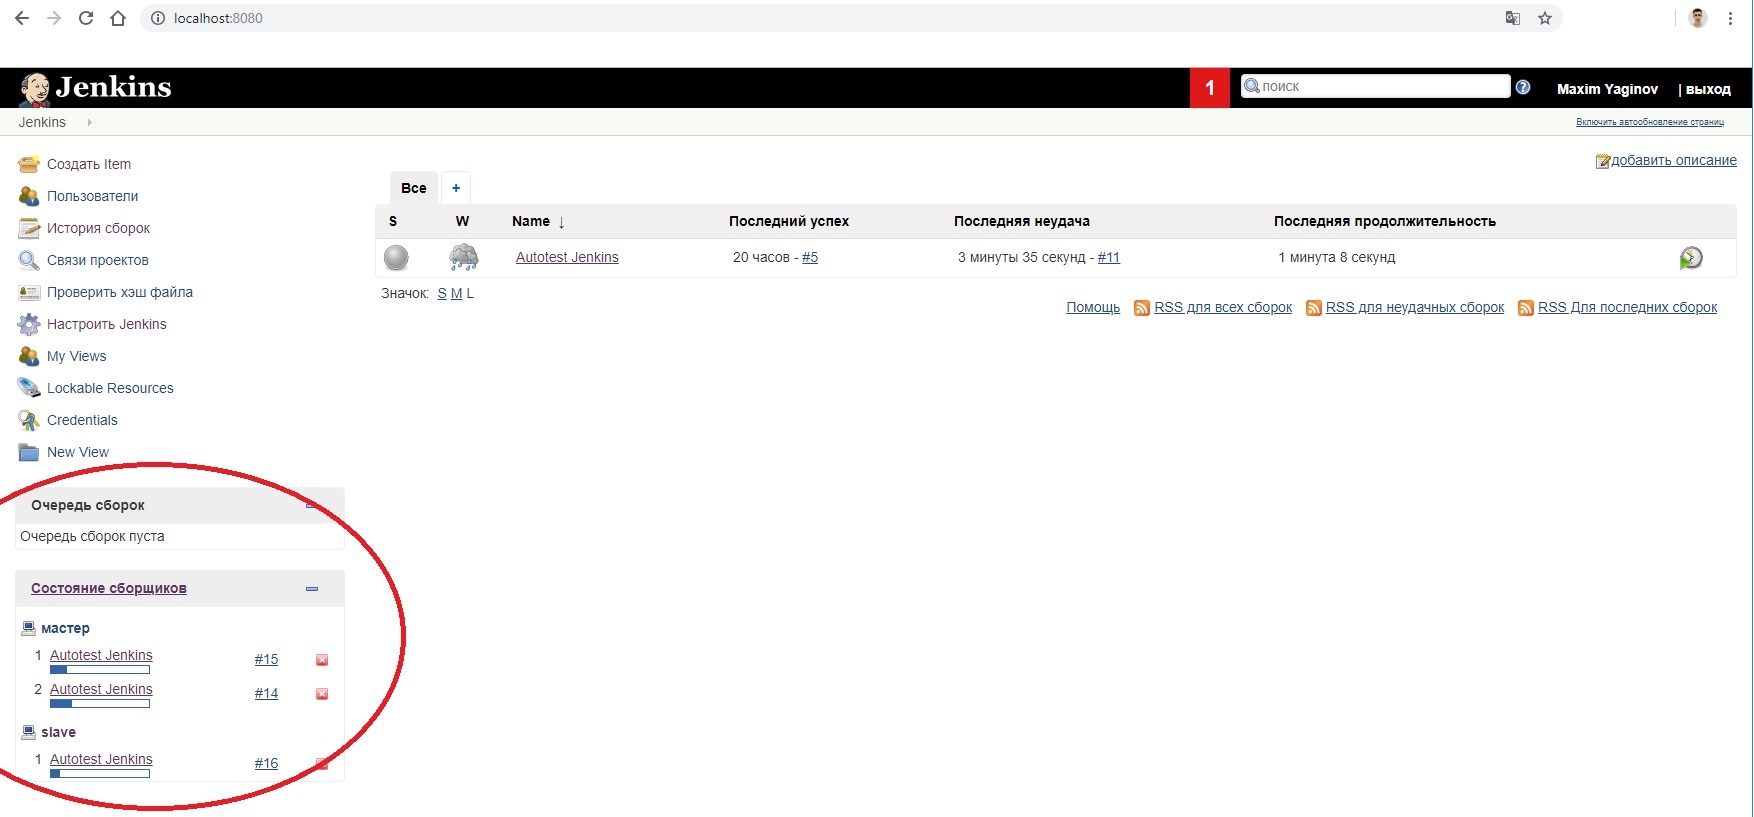 localhost:8080
Jenkins
1
поиск
Maxim Yaginov
| выход
Jenkins
Включить автообновление страниц
Создать Item
Пользователи
История сборок
Связи проектов
Проверить хэш файла
Настроить Jenkins
My Views
Lockable Resources
Credentials
New View
добавить описание
Все +
S W Name ↓ Последний успех Последняя неудача Последняя продолжительность
Autotest Jenkins 20 часов - #5 3 минуты 35 секунд - #11 1 минута 8 секунд
Значок: S M L
Помощь RSS для всех сборок RSS для неудачных сборок RSS Для последних сборок
Очередь сборок
Очередь сборок пуста
Состояние сборщиков
мастер
1 Autotest Jenkins #15
2 Autotest Jenkins #14
slave
1 Autotest Jenkins #16